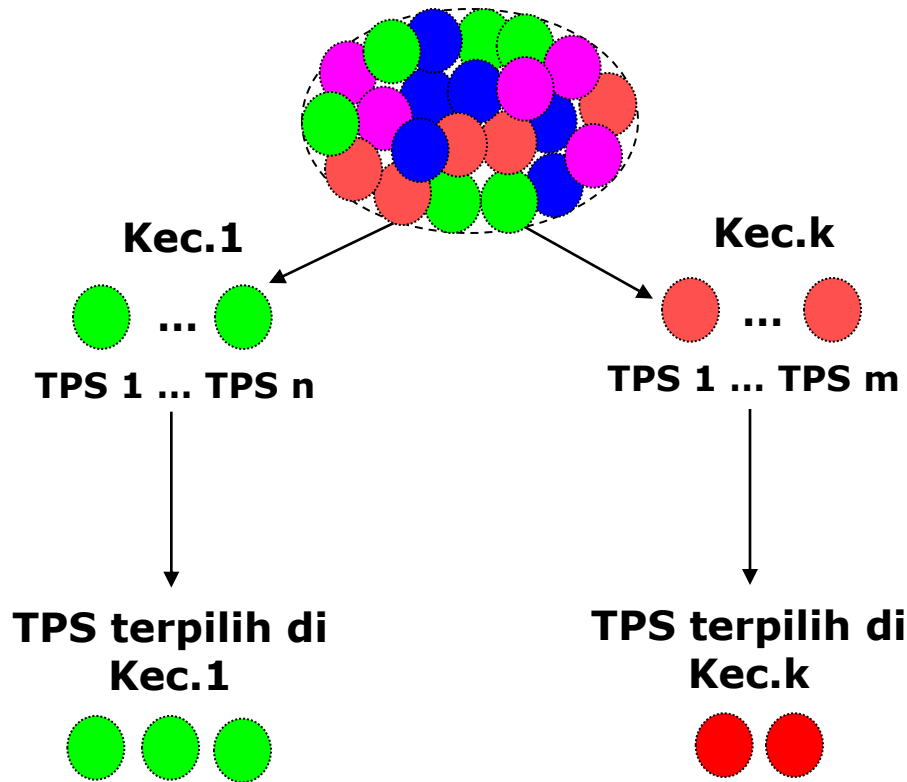 Kec.1
Kec.k
...
...
TPS 1 ... TPS n
TPS 1 ... TPS m
TPS terpilih di
Kec.1
TPS terpilih di
Kec.k